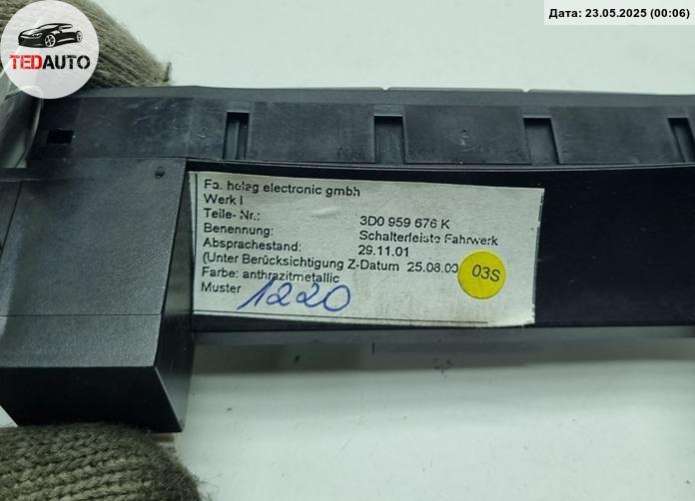 TEDAUTO
Дата: 23.05.2025 (00:06)
Fa. holag electronic gmbh
Werk I
Teile- Nr.: 3D0 959 676 K
Benennung: Schalterleiste Fahrwerk
Absprachestand: 29.11.01
(Unter Berücksichtigung Z-Datum 25.08.00
03S
Farbe: anthrazitmetallic
Muster 1220